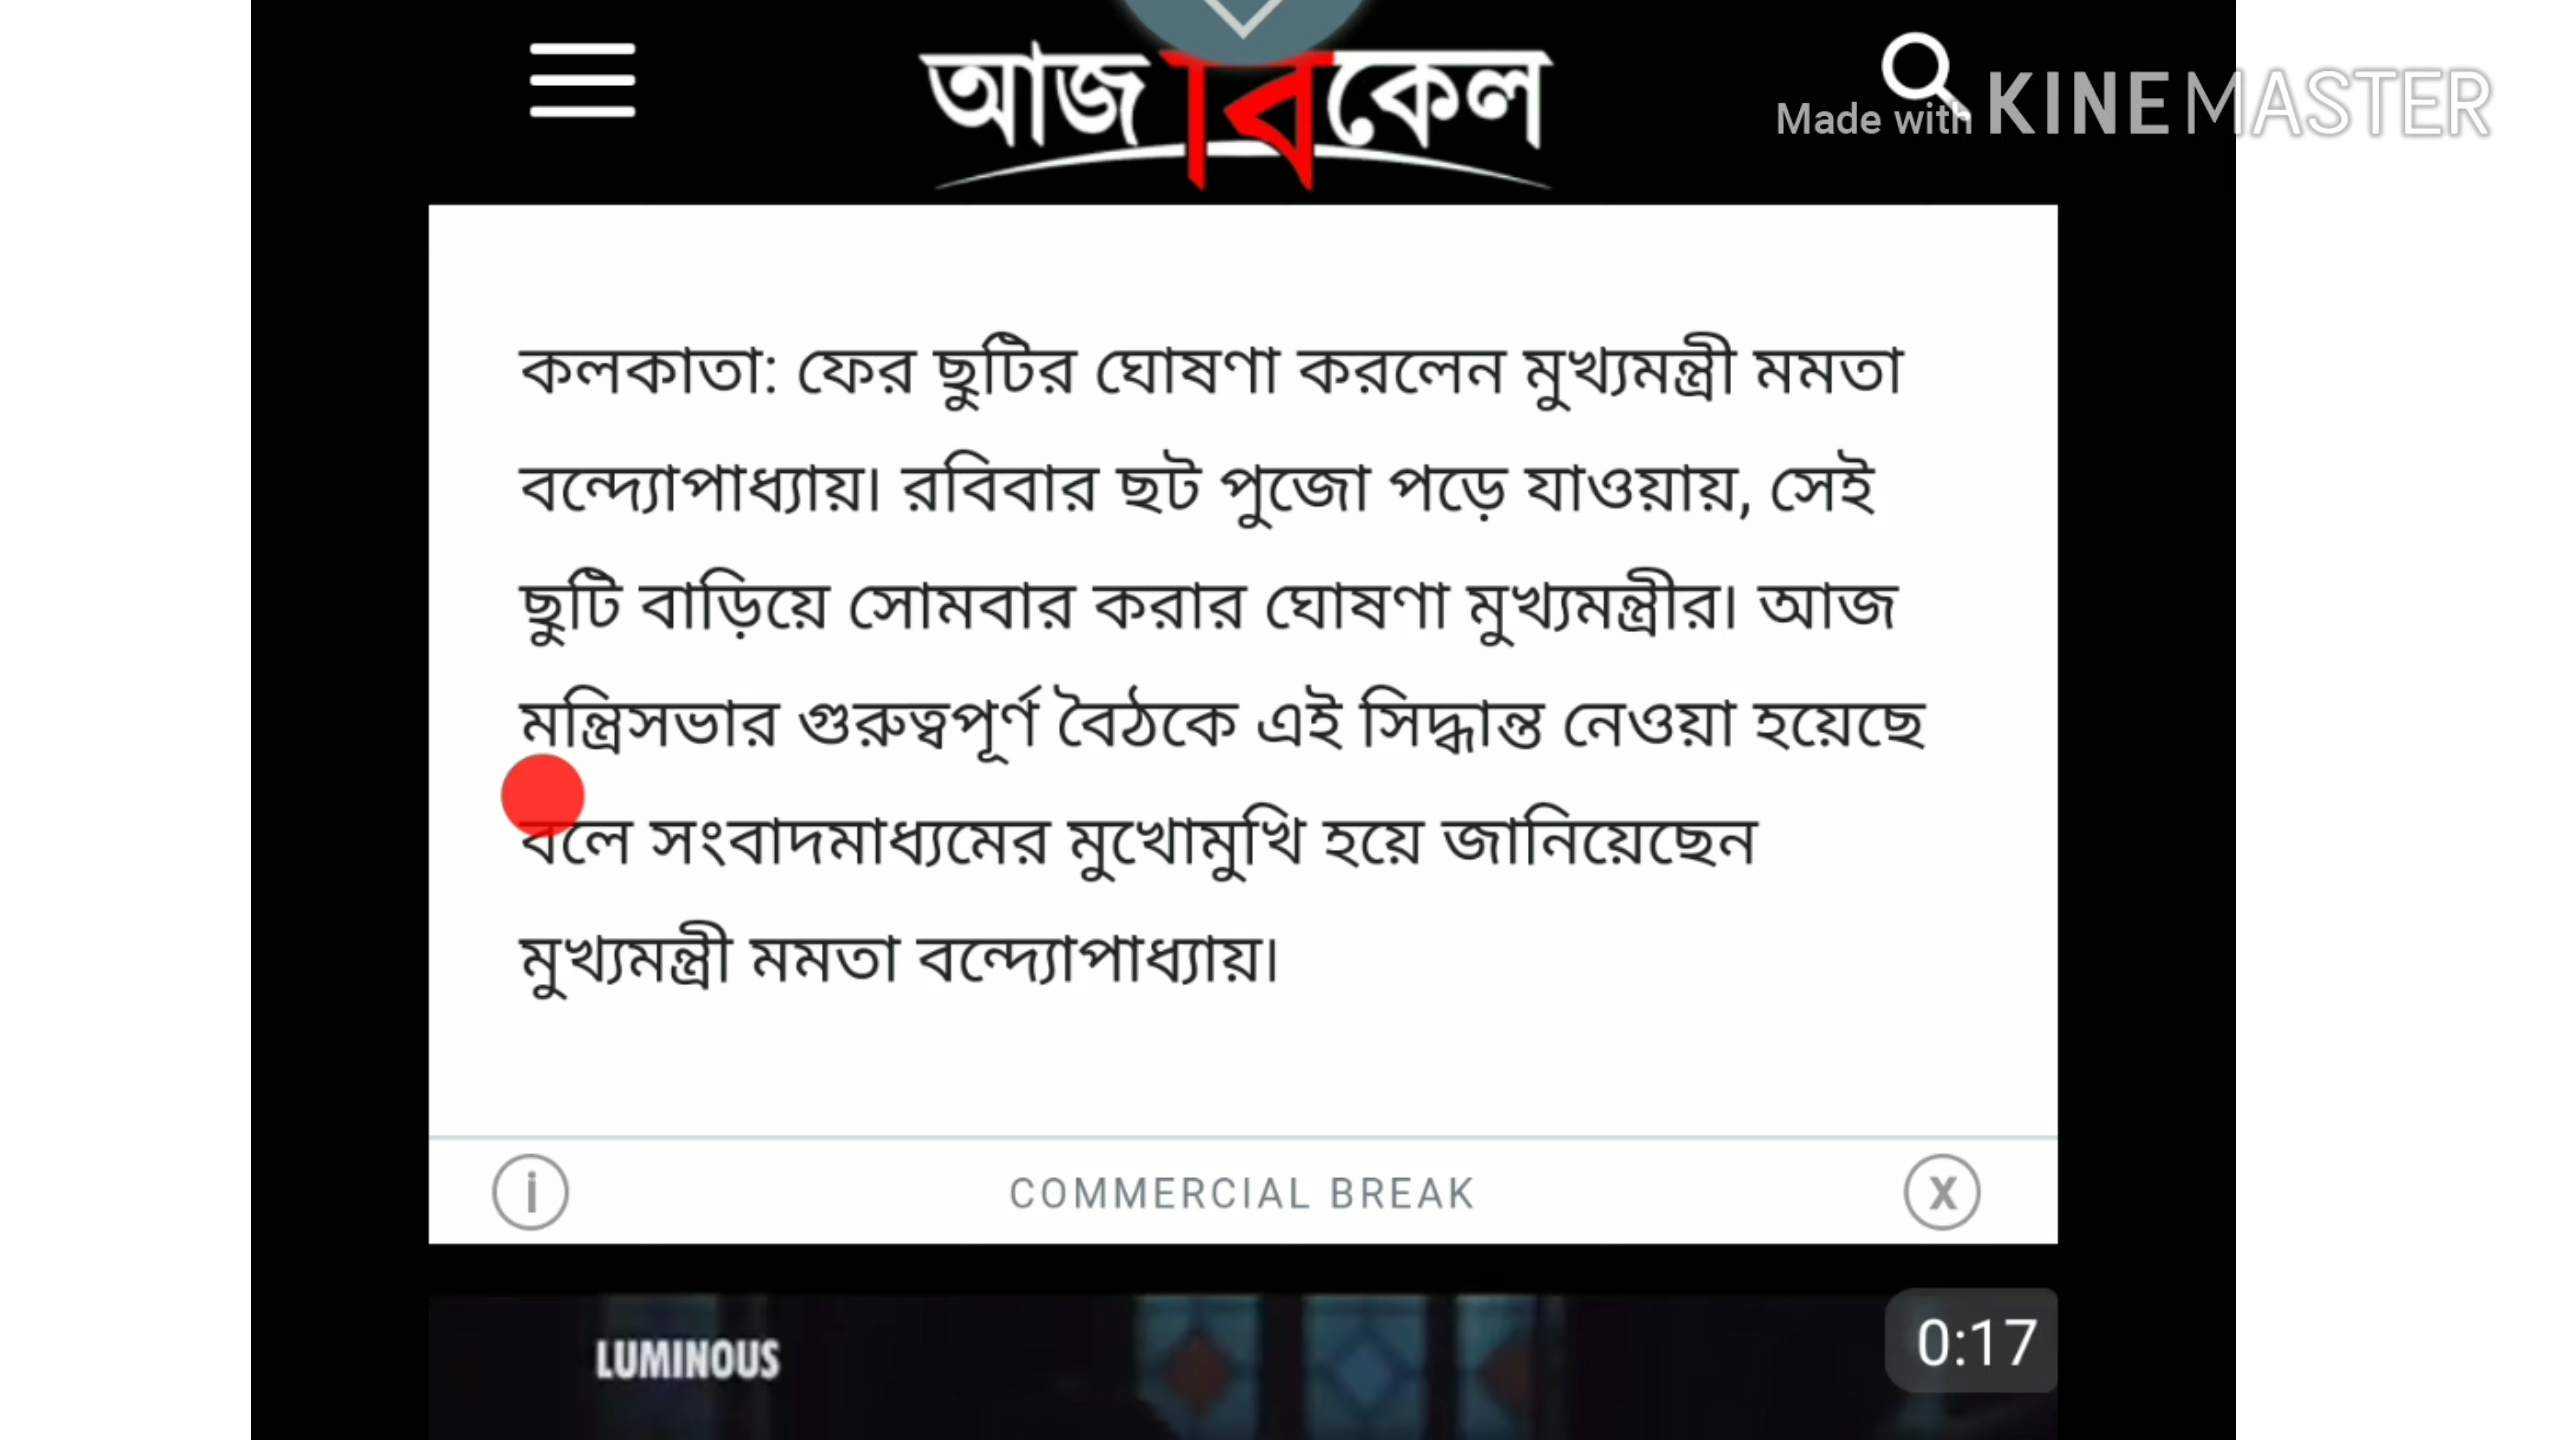 আজ বিকেল
Made with KINEMASTER
কলকাতা: ফের ছুটির ঘোষণা করলেন মুখ্যমন্ত্রী মমতা
বন্দ্যোপাধ্যায়। রবিবার ছট পুজো পড়ে যাওয়ায়, সেই
ছুটি বাড়িয়ে সোমবার করার ঘোষণা মুখ্যমন্ত্রীর। আজ
মন্ত্রিসভার গুরুত্বপূর্ণ বৈঠকে এই সিদ্ধান্ত নেওয়া হয়েছে
বলে সংবাদমাধ্যমের মুখোমুখি হয়ে জানিয়েছেন
মুখ্যমন্ত্রী মমতা বন্দ্যোপাধ্যায়।
i COMMERCIAL BREAK X
LUMINOUS
0:17